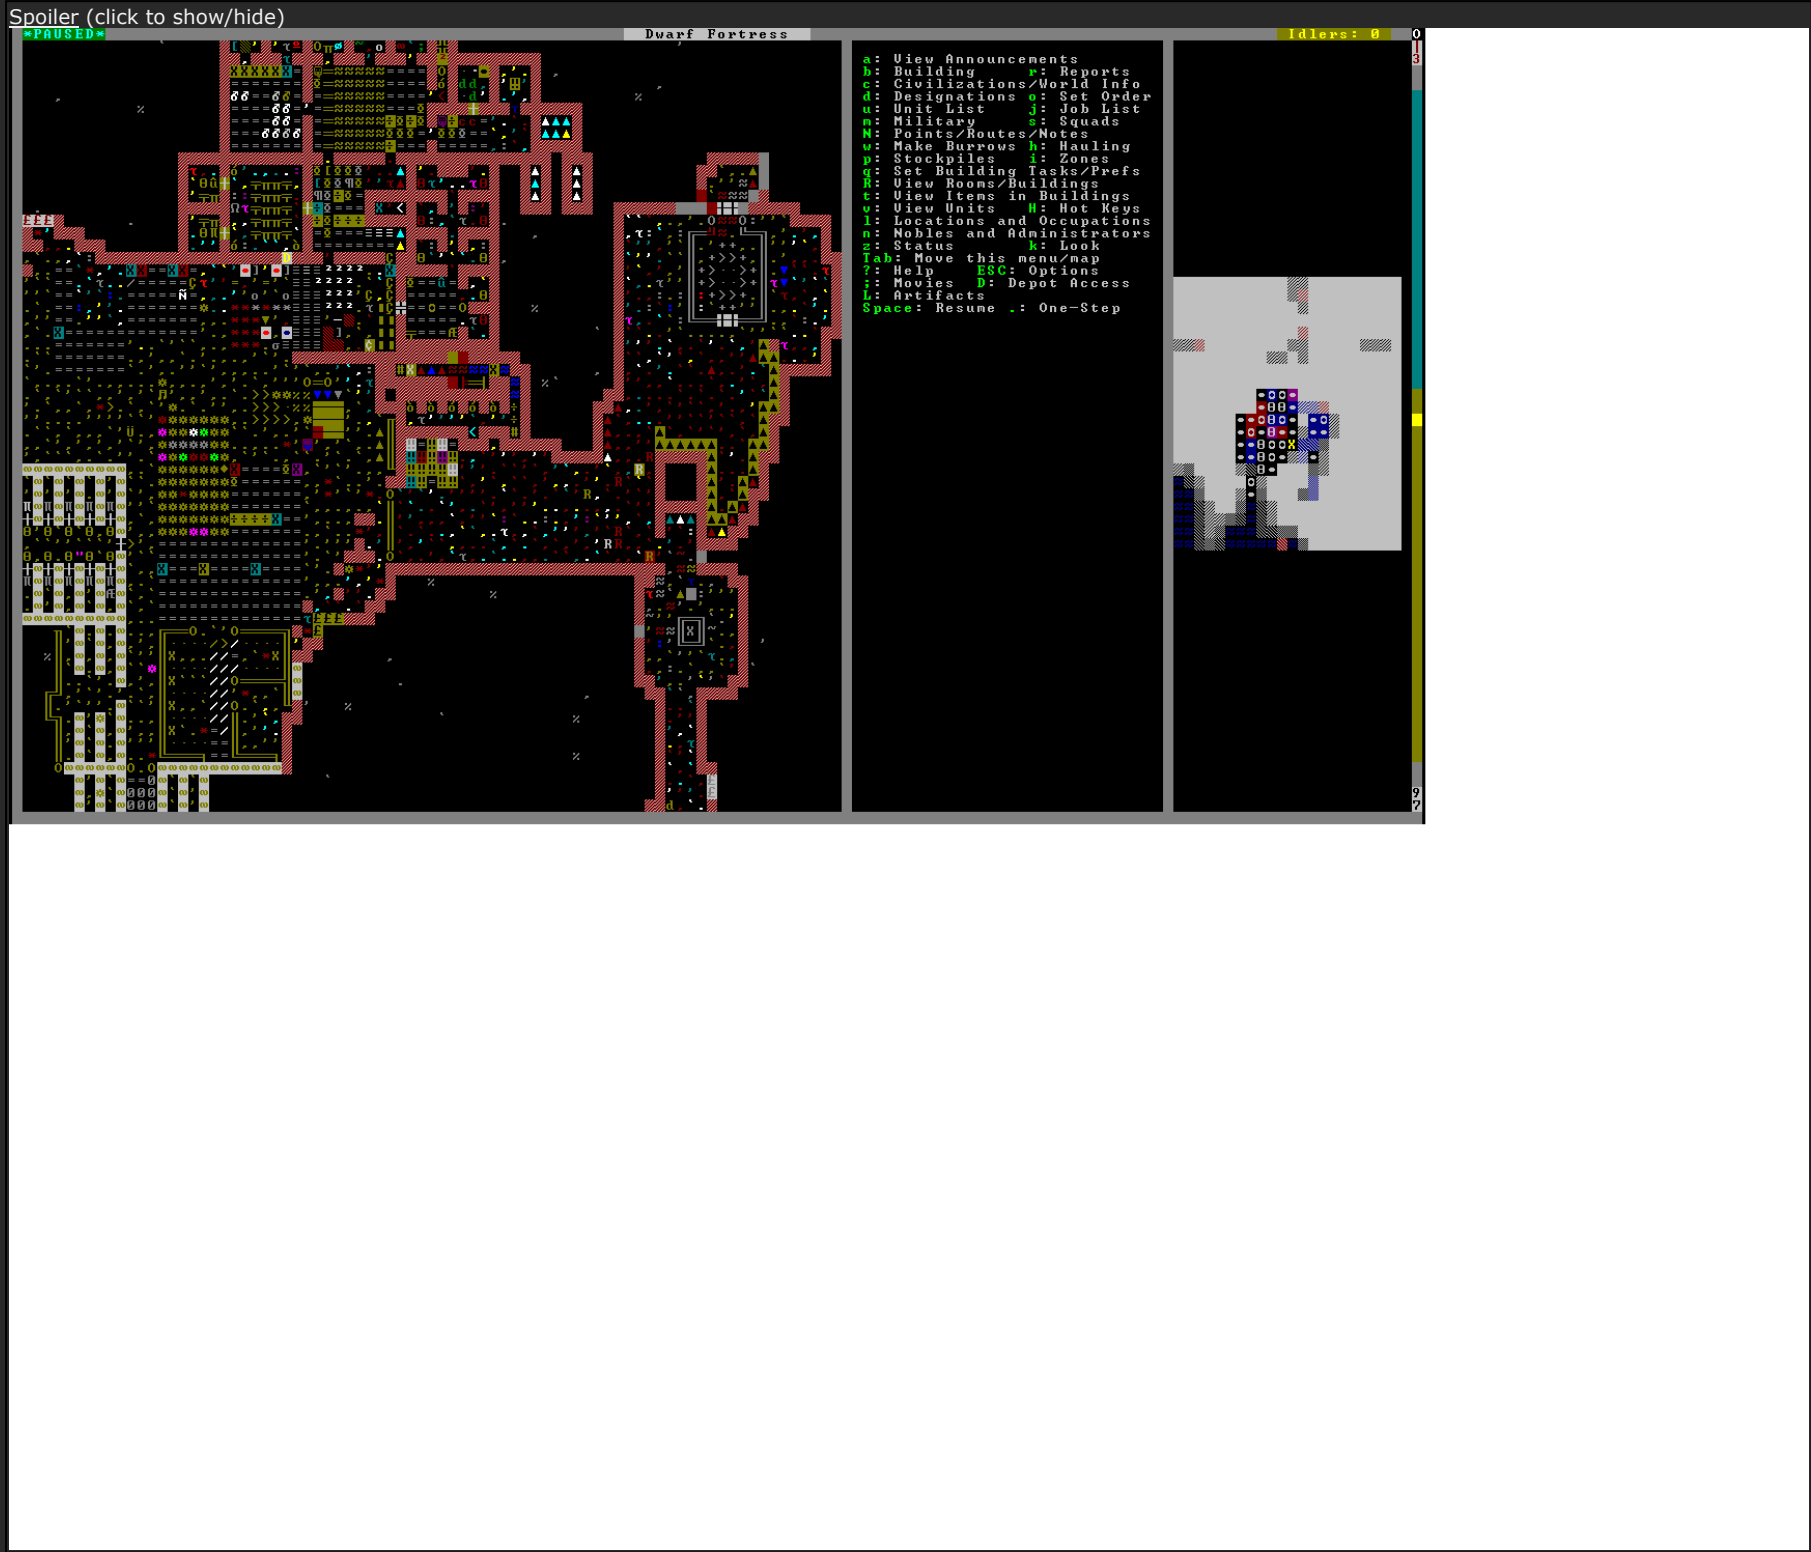 Spoiler (click to show/hide)
*PAUSED* Dwarf Fortress Idlers: 0
a: View Announcements
b: Building r: Reports
c: Civilizations/World Info
d: Designations o: Set Order
u: Unit List j: Job List
m: Military s: Squads
N: Points/Routes/Notes
w: Make Burrows h: Hauling
p: Stockpiles i: Zones
q: Set Building Tasks/Prefs
R: View Rooms/Buildings
t: View Items in Buildings
v: View Units H: Hot Keys
l: Locations and Occupations
n: Nobles and Administrators
z: Status k: Look
Tab: Move this menu/map
?: Help ESC: Options
;: Movies D: Depot Access
L: Artifacts
Space: Resume .: One-Step